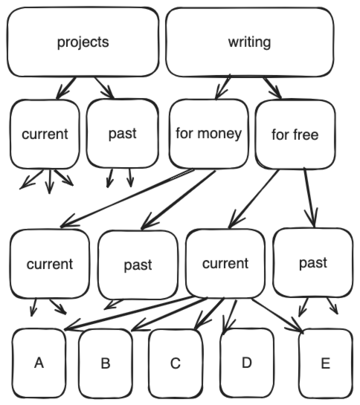 projects
writing
current
past
for money
for free
current
past
current
past
A
B
C
D
E